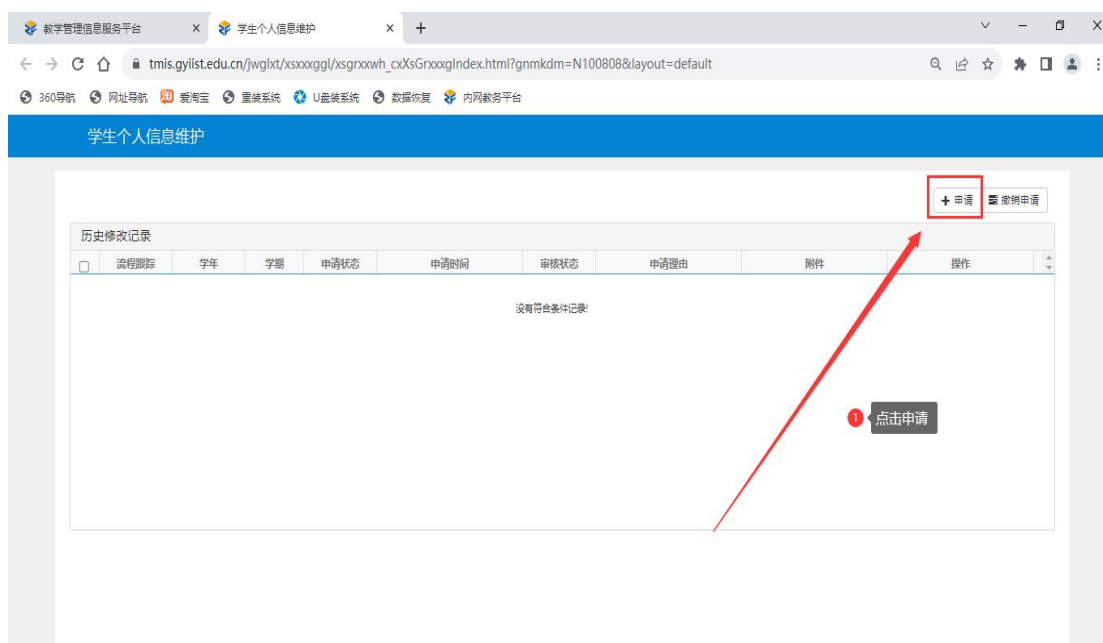 教学管理信息服务平台 学生个人信息维护
tmis.gyiist.edu.cn/jwglxt/xsxxxggl/xsgrxxwh_cxXsGrxxxgIndex.html?gnmkdm=N100808&layout=default
360导航 网址导航 爱淘宝 重装系统 U盘装系统 数据恢复 内网教务平台
学生个人信息维护
申请 撤销申请
历史修改记录
流程跟踪 学年 学期 申请状态 申请时间 审核状态 申请理由 附件 操作
没有符合条件记录!
1 点击申请